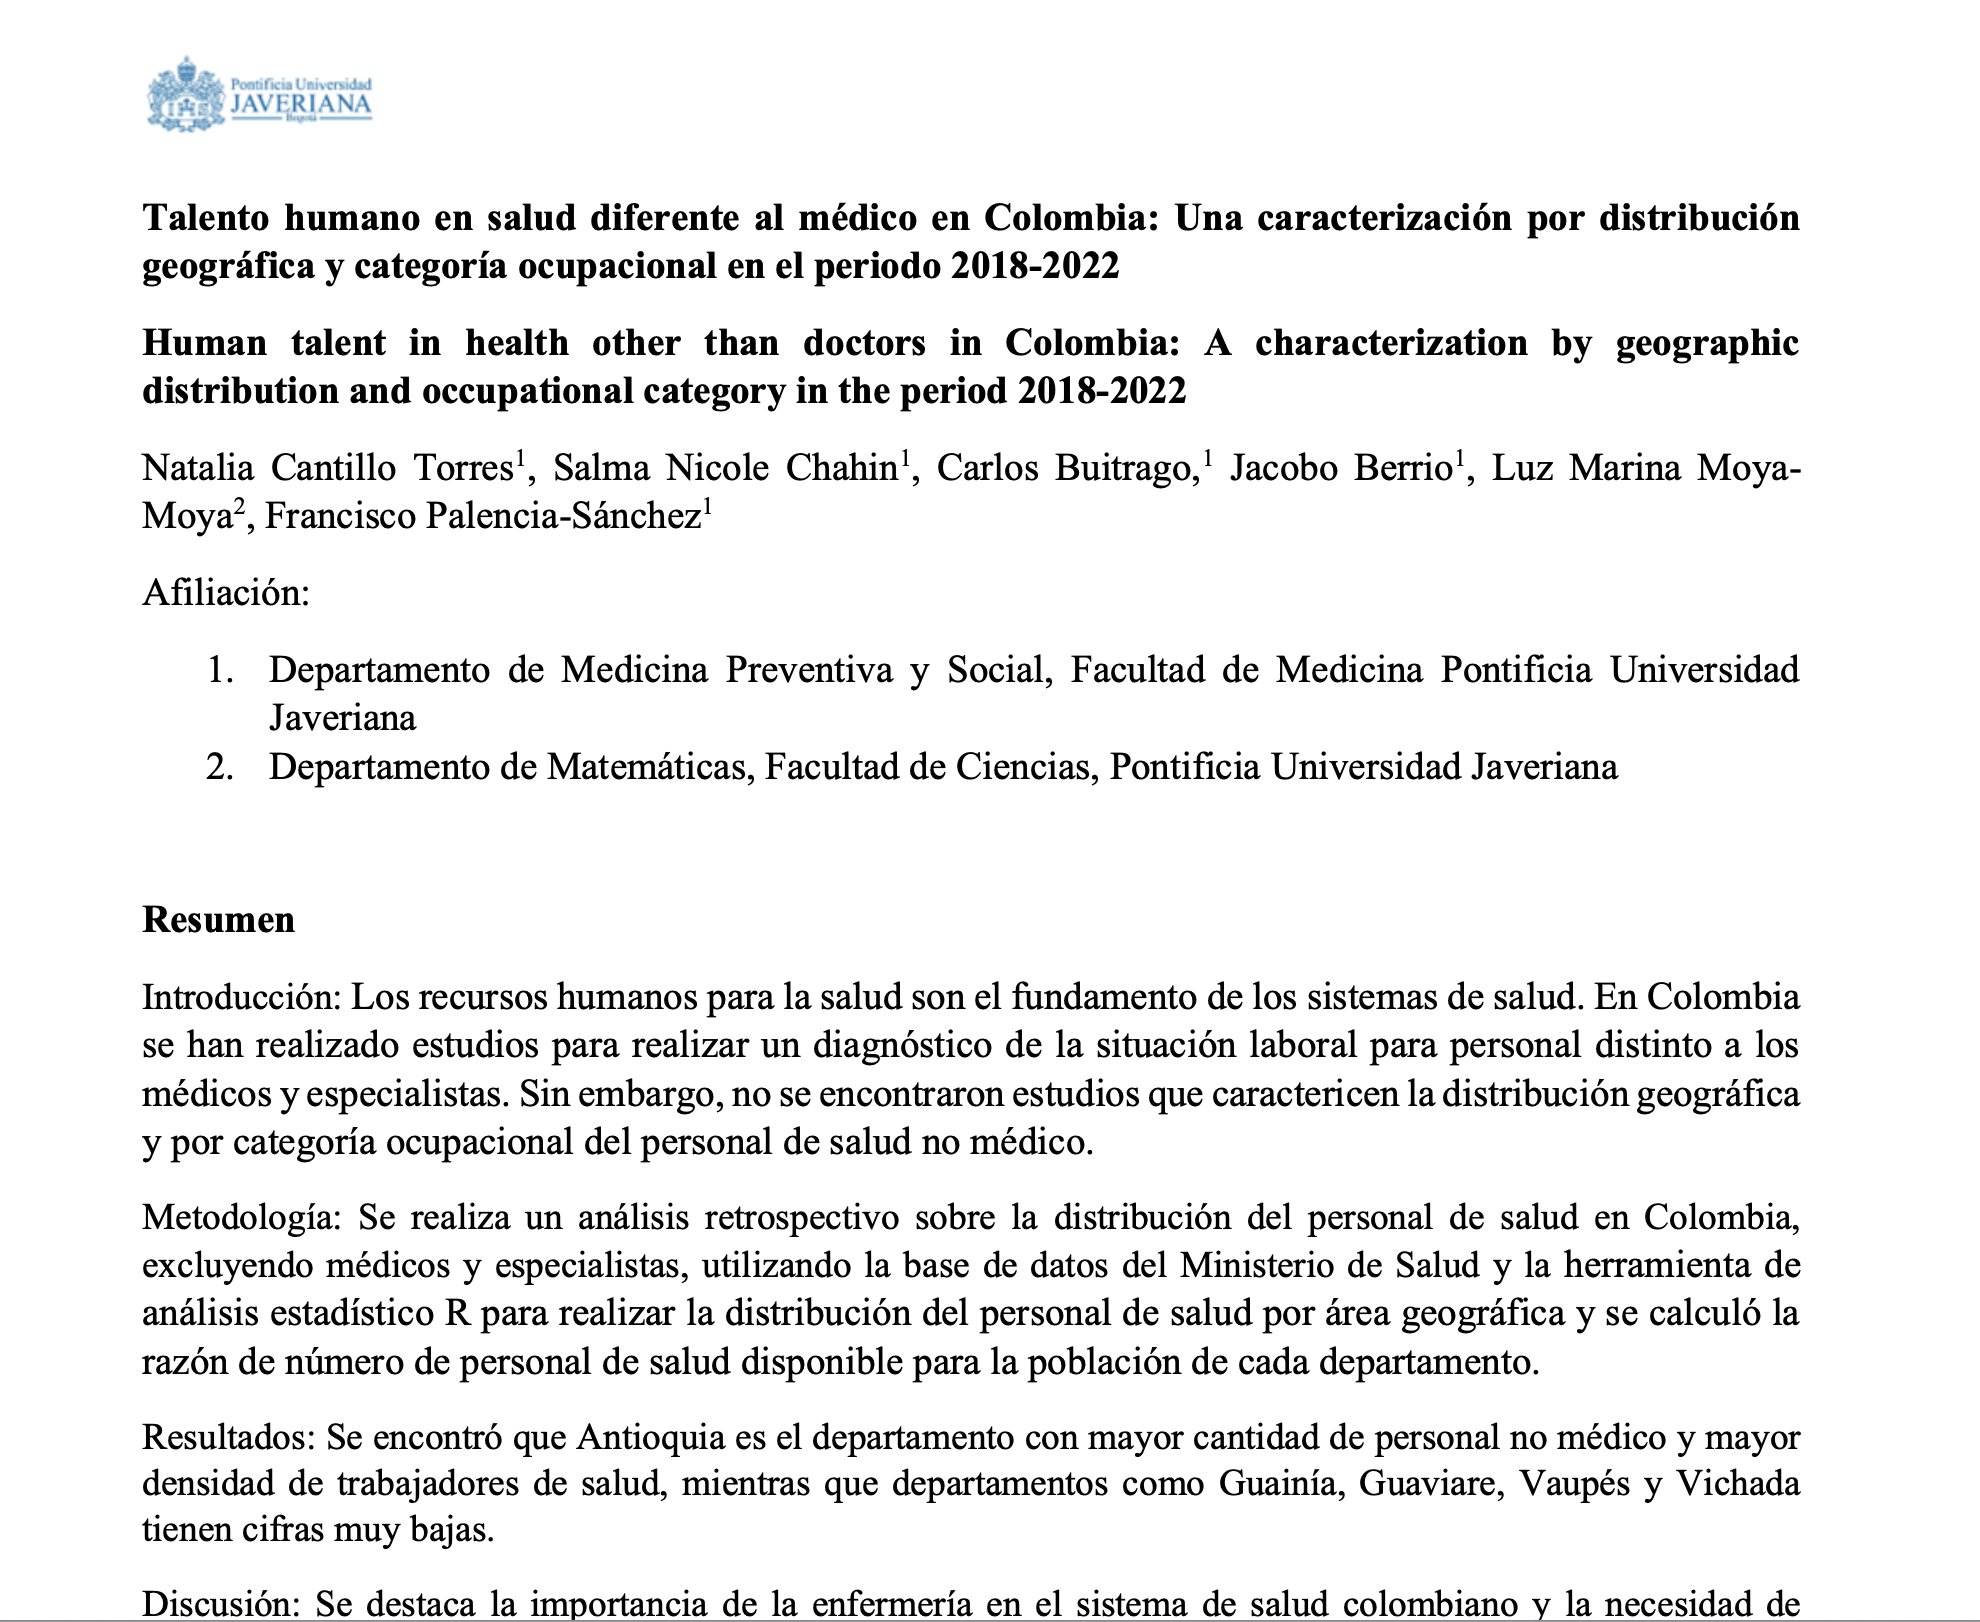 Pontificia Universidad
JAVERIANA
Bogotá
Talento humano en salud diferente al médico en Colombia: Una caracterización por distribución
geográfica y categoría ocupacional en el periodo 2018-2022
Human talent in health other than doctors in Colombia: A characterization by geographic
distribution and occupational category in the period 2018-2022
Natalia Cantillo Torres¹, Salma Nicole Chahin¹, Carlos Buitrago,¹ Jacobo Berrio¹, Luz Marina Moya-
Moya², Francisco Palencia-Sánchez¹
Afiliación:
1. Departamento de Medicina Preventiva y Social, Facultad de Medicina Pontificia Universidad
Javeriana
2. Departamento de Matemáticas, Facultad de Ciencias, Pontificia Universidad Javeriana
Resumen
Introducción: Los recursos humanos para la salud son el fundamento de los sistemas de salud. En Colombia
se han realizado estudios para realizar un diagnóstico de la situación laboral para personal distinto a los
médicos y especialistas. Sin embargo, no se encontraron estudios que caractericen la distribución geográfica
y por categoría ocupacional del personal de salud no médico.
Metodología: Se realiza un análisis retrospectivo sobre la distribución del personal de salud en Colombia,
excluyendo médicos y especialistas, utilizando la base de datos del Ministerio de Salud y la herramienta de
análisis estadístico R para realizar la distribución del personal de salud por área geográfica y se calculó la
razón de número de personal de salud disponible para la población de cada departamento.
Resultados: Se encontró que Antioquia es el departamento con mayor cantidad de personal no médico y mayor
densidad de trabajadores de salud, mientras que departamentos como Guainía, Guaviare, Vaupés y Vichada
tienen cifras muy bajas.
Discusión: Se destaca la importancia de la enfermería en el sistema de salud colombiano y la necesidad de